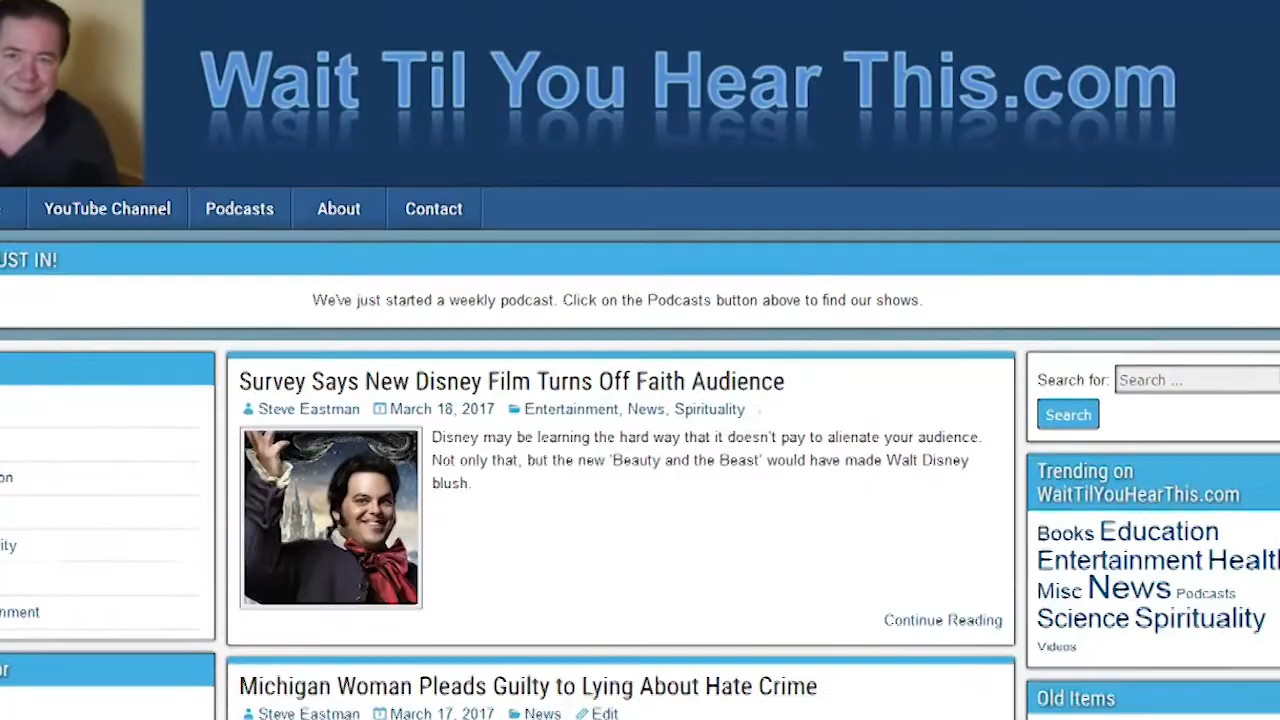 Wait Til You Hear This.com
YouTube Channel Podcasts About Contact
UST IN!
We've just started a weekly podcast. Click on the Podcasts button above to find our shows.
Survey Says New Disney Film Turns Off Faith Audience
Steve Eastman March 18, 2017 Entertainment, News, Spirituality
Disney may be learning the hard way that it doesn't pay to alienate your audience.
Not only that, but the new 'Beauty and the Beast' would have made Walt Disney
blush.
Continue Reading
Michigan Woman Pleads Guilty to Lying About Hate Crime
Steve Eastman March 17, 2017 News Edit
Search for: Search ...
Search
Trending on
WaitTilYouHearThis.com
Books Education
Entertainment Health
Misc News Podcasts
Science Spirituality
Videos
Old Items